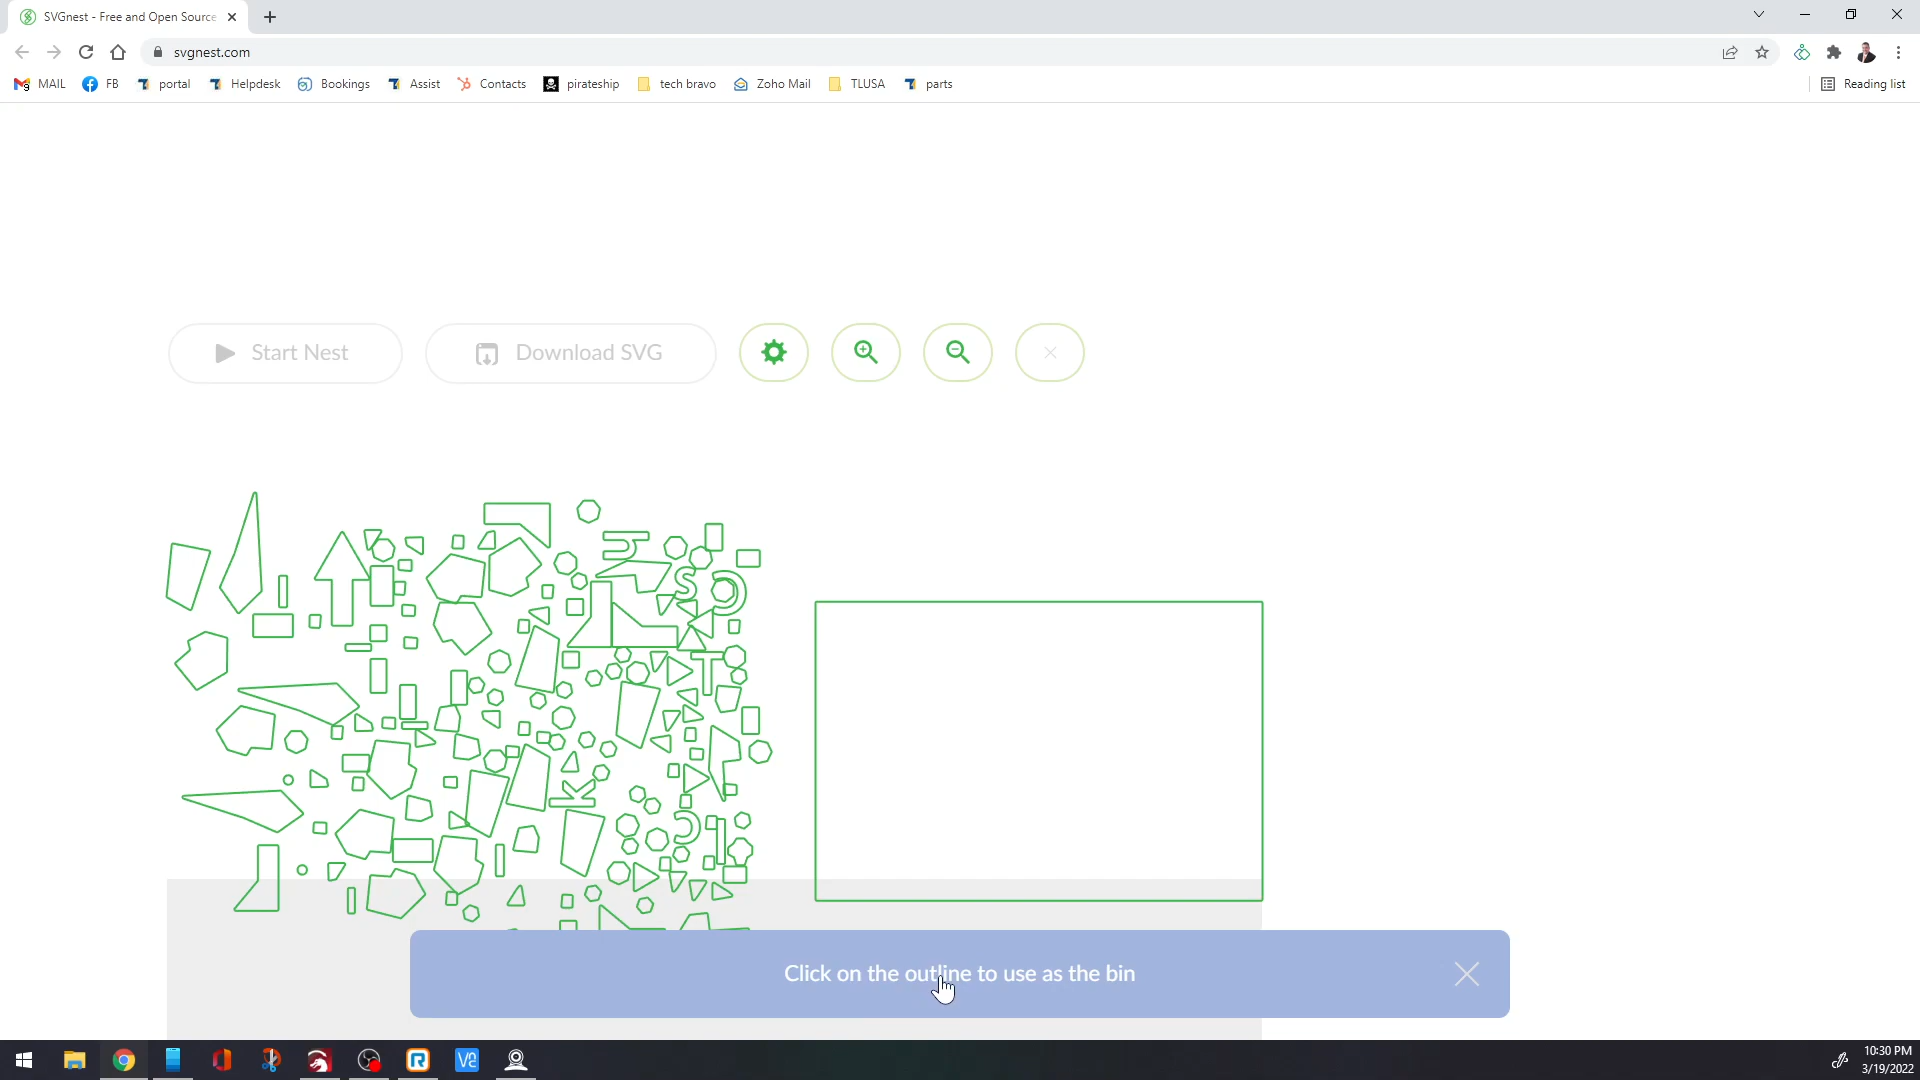 SVGnest - Free and Open Source
svgnest.com
MAIL FB portal Helpdesk Bookings Assist Contacts pirateship tech bravo Zoho Mail TLUSA parts Reading list
Start Nest Download SVG
Click on the outline to use as the bin
10:30 PM
3/19/2022